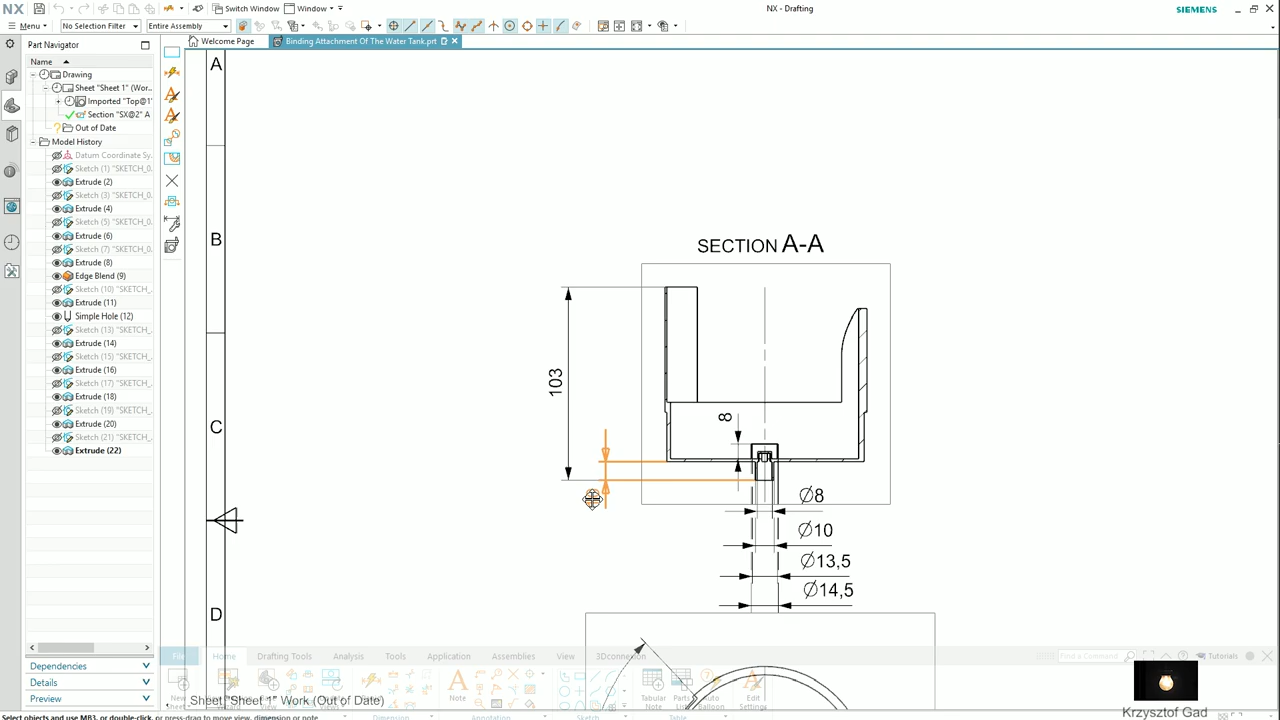 NX
Switch Window
Window
NX - Drafting
SIEMENS
Menu
No Selection Filter
Entire Assembly
Part Navigator
Welcome Page
Binding Attachment Of The Water Tank.prt
Name
Drawing
Sheet "Sheet 1" (Wor...
Imported "Top@1"
Section "SX@2" A
Out of Date
Model History
Datum Coordinate Sy...
Sketch (1) "SKETCH_0
Extrude (2)
Sketch (3) "SKETCH_0
Extrude (4)
Sketch (5) "SKETCH_0
Extrude (6)
Sketch (7) "SKETCH_0
Extrude (8)
Edge Blend (9)
Sketch (10) "SKETCH_
Extrude (11)
Simple Hole (12)
Sketch (13) "SKETCH_
Extrude (14)
Sketch (15) "SKETCH_
Extrude (16)
Sketch (17) "SKETCH_
Extrude (18)
Sketch (19) "SKETCH_
Extrude (20)
Sketch (21) "SKETCH_
Extrude (22)
Dependencies
Details
Preview
A
B
C
D
SECTION A-A
103
8
Ø8
Ø10
Ø13,5
Ø14,5
File
Home
Drafting Tools
Analysis
Tools
Application
Assemblies
View
3Dconnexion
Find a Command
Tutorials
Note
Tabular
Note
Edit
Settings
Sheet "Sheet 1" Work (Out of Date)
Dimension
Annotation
Sketch
Table
Select objects and use MB3, or double-click, or press-drag to move view, dimension or note
Krzysztof Gad